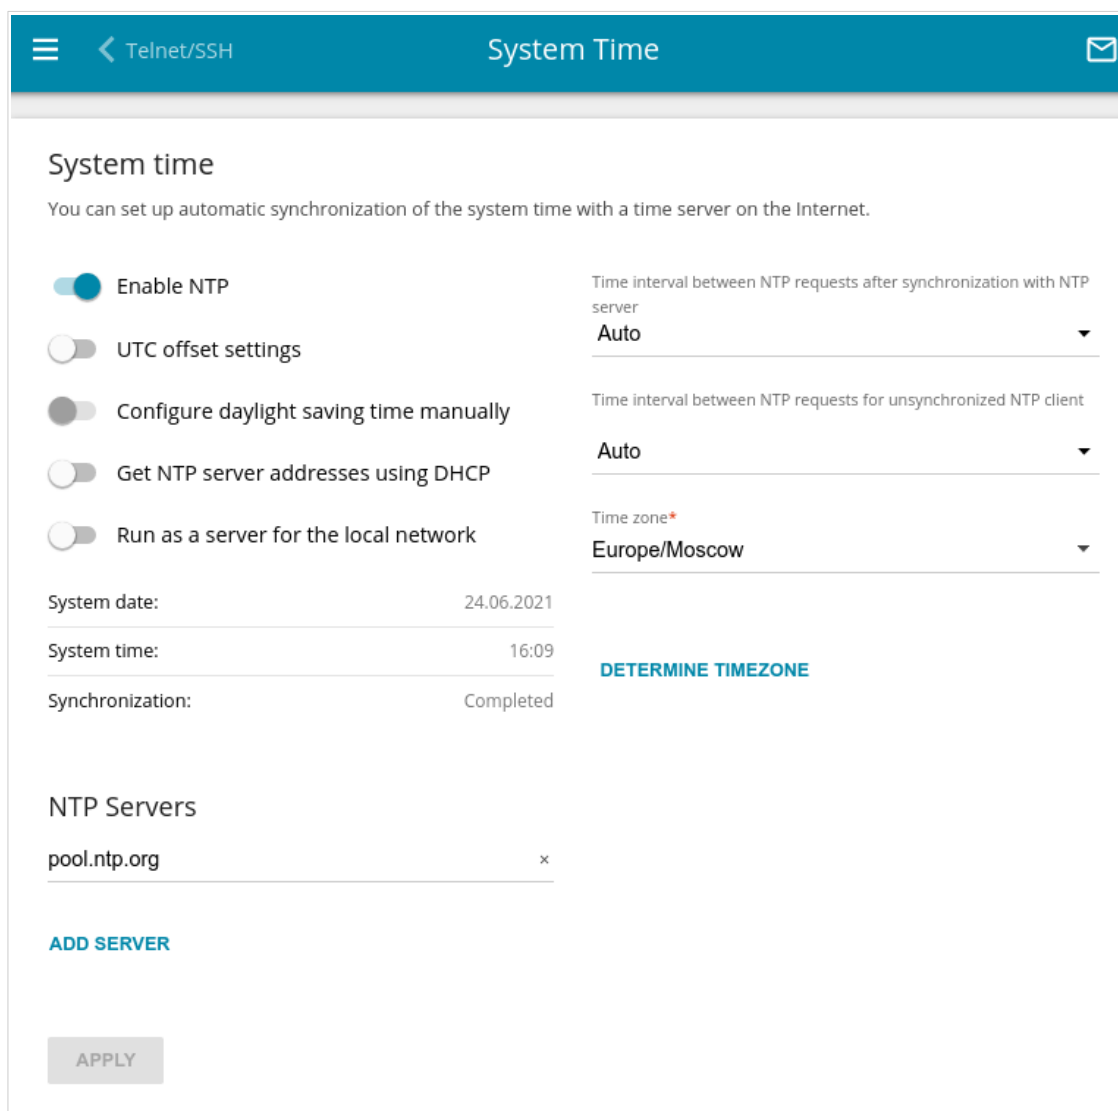 Telnet/SSH
System Time
System time
You can set up automatic synchronization of the system time with a time server on the Internet.
Enable NTP
UTC offset settings
Configure daylight saving time manually
Get NTP server addresses using DHCP
Run as a server for the local network
System date: 24.06.2021
System time: 16:09
Synchronization: Completed
Time interval between NTP requests after synchronization with NTP
server
Auto
Time interval between NTP requests for unsynchronized NTP client
Auto
Time zone*
Europe/Moscow
DETERMINE TIMEZONE
NTP Servers
pool.ntp.org ×
ADD SERVER
APPLY